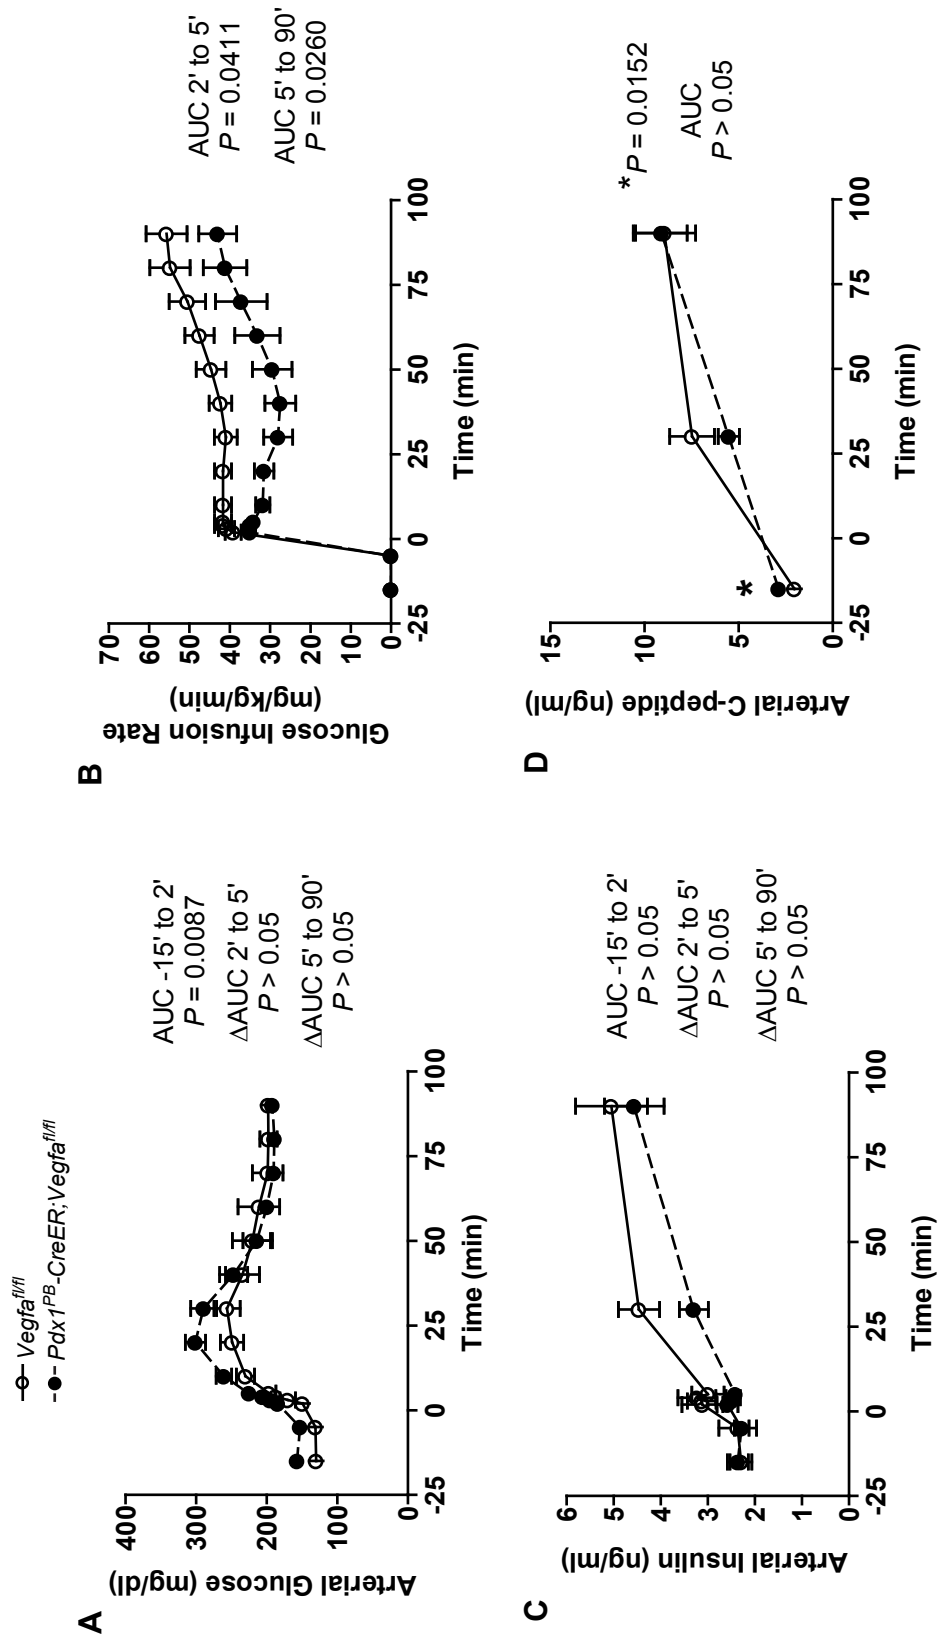 Vegfa^fl/fl
Pdx1^PB-CreER;Vegfa^fl/fl
A
Arterial Glucose (mg/dl)
400
300
200
100
0
-25
0
25
50
75
100
Time (min)
AUC -15' to 2'
P = 0.0087
ΔAUC 2' to 5'
P > 0.05
ΔAUC 5' to 90'
P > 0.05
B
Glucose Infusion Rate
(mg/kg/min)
70
60
50
40
30
20
10
0
-25
0
25
50
75
100
Time (min)
AUC 2' to 5'
P = 0.0411
AUC 5' to 90'
P = 0.0260
C
Arterial Insulin (ng/ml)
6
5
4
3
2
1
0
-25
0
25
50
75
100
Time (min)
AUC -15' to 2'
P > 0.05
ΔAUC 2' to 5'
P > 0.05
ΔAUC 5' to 90'
P > 0.05
D
Arterial C-peptide (ng/ml)
15
10
5
0
-25
0
25
50
75
100
Time (min)
*
*P = 0.0152
AUC
P > 0.05